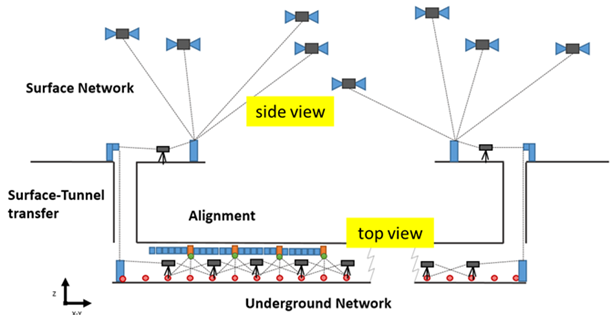 Surface Network
side view
Surface-Tunnel
transfer
Alignment
top view
Z
X-Y
Underground Network